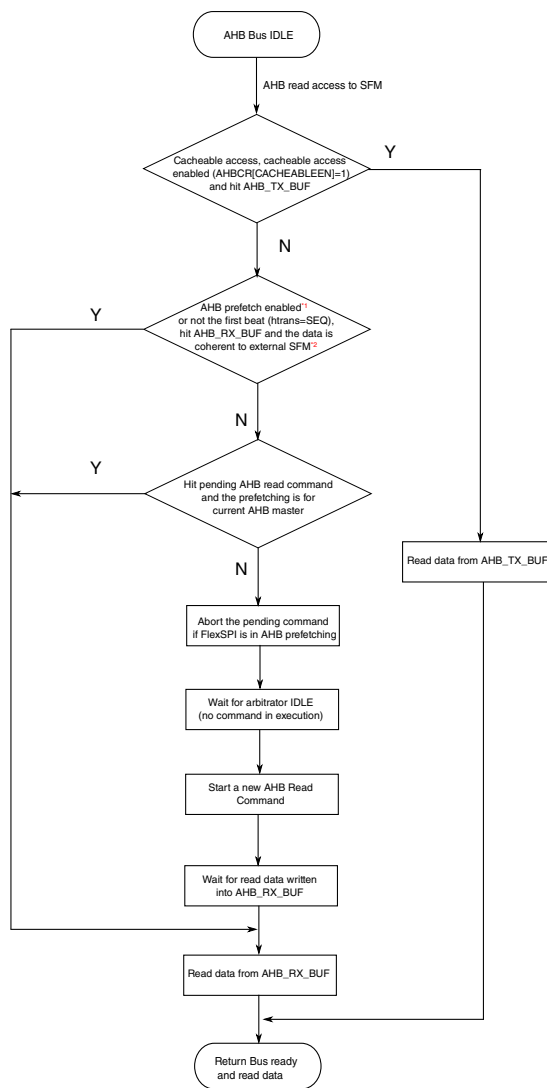 AHB Bus IDLE
AHB read access to SFM
Cacheable access, cacheable access
enabled (AHBCR[CACHEABLEEN]=1)
and hit AHB_TX_BUF
Y
N
AHB prefetch enabled*1
or not the first beat (htrans=SEQ),
hit AHB_RX_BUF and the data is
coherent to external SFM*2
Y
N
Hit pending AHB read command
and the prefetching is for
current AHB master
Y
N
Read data from AHB_TX_BUF
Abort the pending command
if FlexSPI is in AHB prefetching
Wait for arbitrator IDLE
(no command in execution)
Start a new AHB Read
Command
Wait for read data written
into AHB_RX_BUF
Read data from AHB_RX_BUF
Return Bus ready
and read data